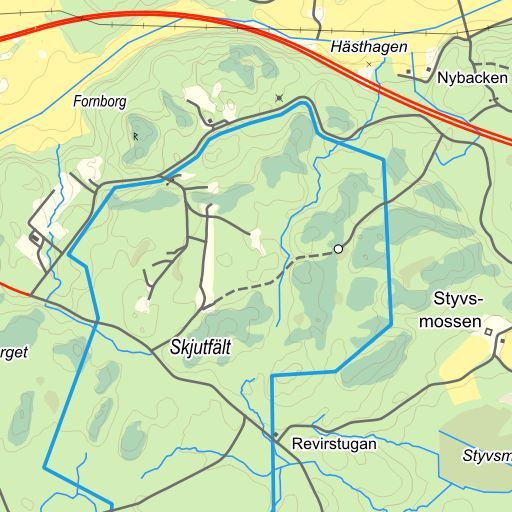 Hästhagen
Nybacken
Fornborg
R
Styvs-
mossen
Skjutfält
rget
Revirstugan
Styvsm